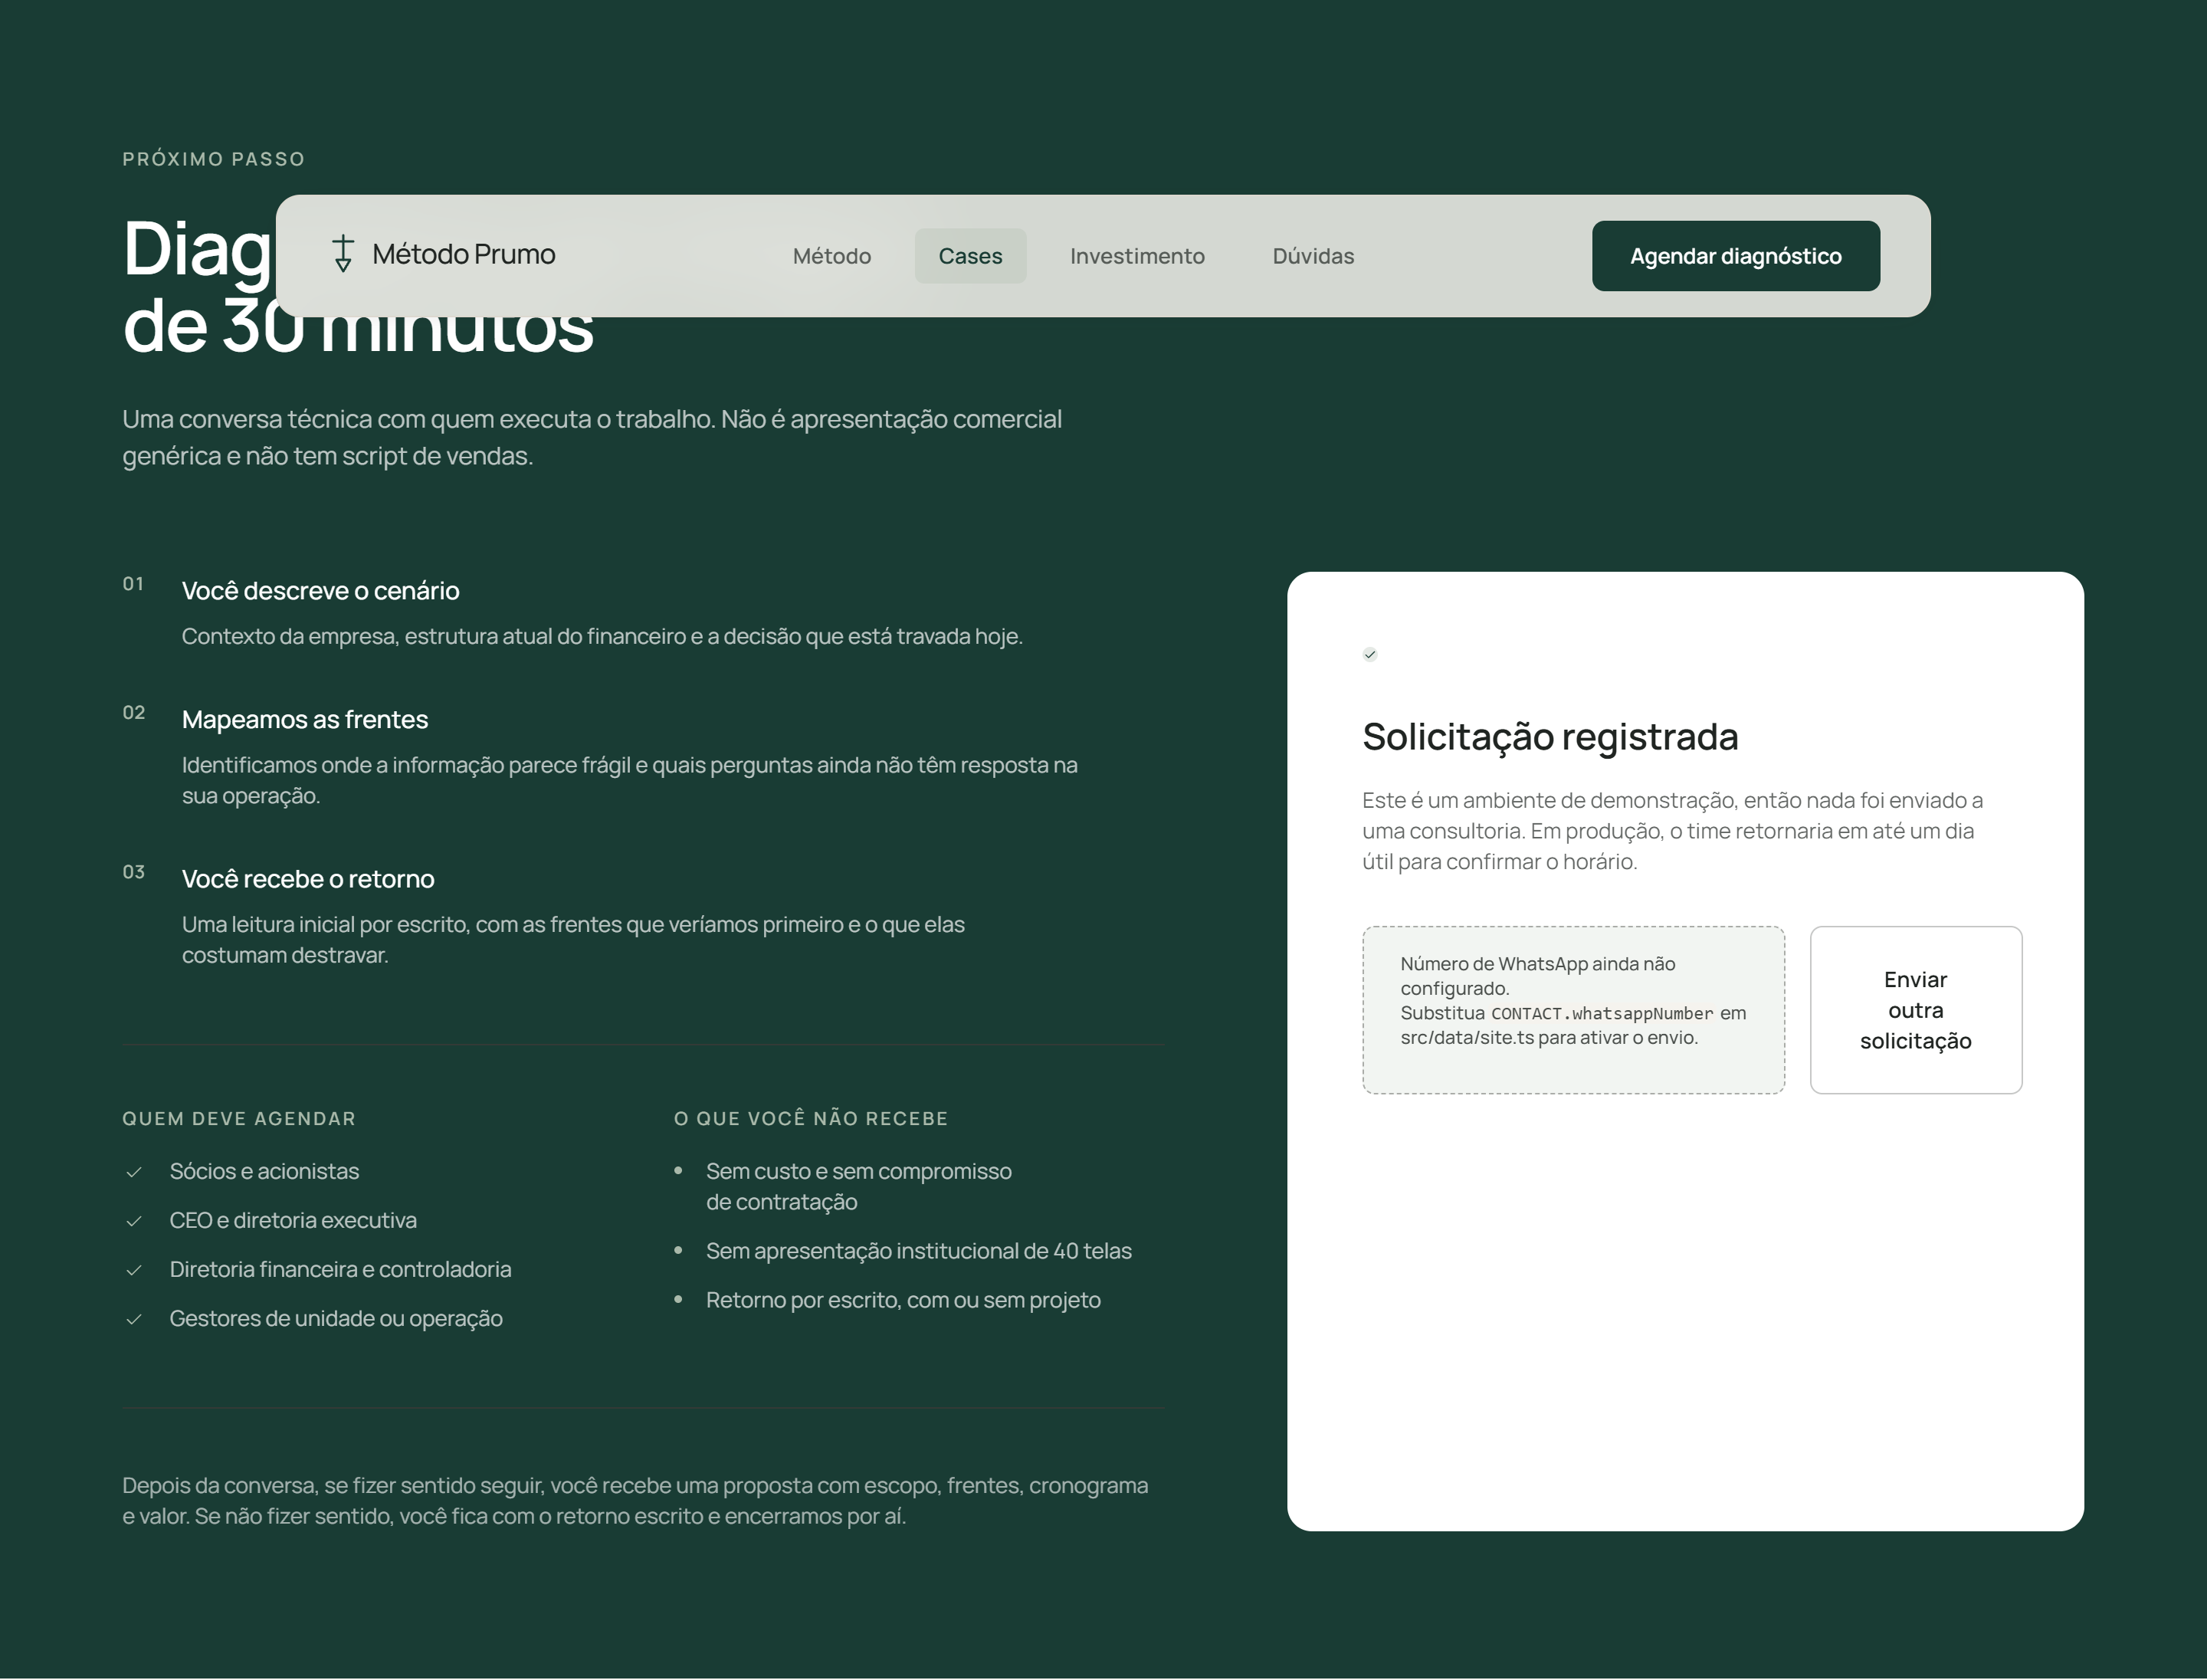 PRÓXIMO PASSO
Diag
Método Prumo
Método
Cases
Investimento
Dúvidas
Agendar diagnóstico
de 30 minutos
Uma conversa técnica com quem executa o trabalho. Não é apresentação comercial
genérica e não tem script de vendas.
01
Você descreve o cenário
Contexto da empresa, estrutura atual do financeiro e a decisão que está travada hoje.
02
Mapeamos as frentes
Identificamos onde a informação parece frágil e quais perguntas ainda não têm resposta na
sua operação.
03
Você recebe o retorno
Uma leitura inicial por escrito, com as frentes que veríamos primeiro e o que elas
costumam destravar.
QUEM DEVE AGENDAR
Sócios e acionistas
CEO e diretoria executiva
Diretoria financeira e controladoria
Gestores de unidade ou operação
O QUE VOCÊ NÃO RECEBE
Sem custo e sem compromisso
de contratação
Sem apresentação institucional de 40 telas
Retorno por escrito, com ou sem projeto
Depois da conversa, se fizer sentido seguir, você recebe uma proposta com escopo, frentes, cronograma
e valor. Se não fizer sentido, você fica com o retorno escrito e encerramos por aí.
Solicitação registrada
Este é um ambiente de demonstração, então nada foi enviado a
uma consultoria. Em produção, o time retornaria em até um dia
útil para confirmar o horário.
Número de WhatsApp ainda não
configurado.
Substitua CONTACT.whatsappNumber em
src/data/site.ts para ativar o envio.
Enviar
outra
solicitação